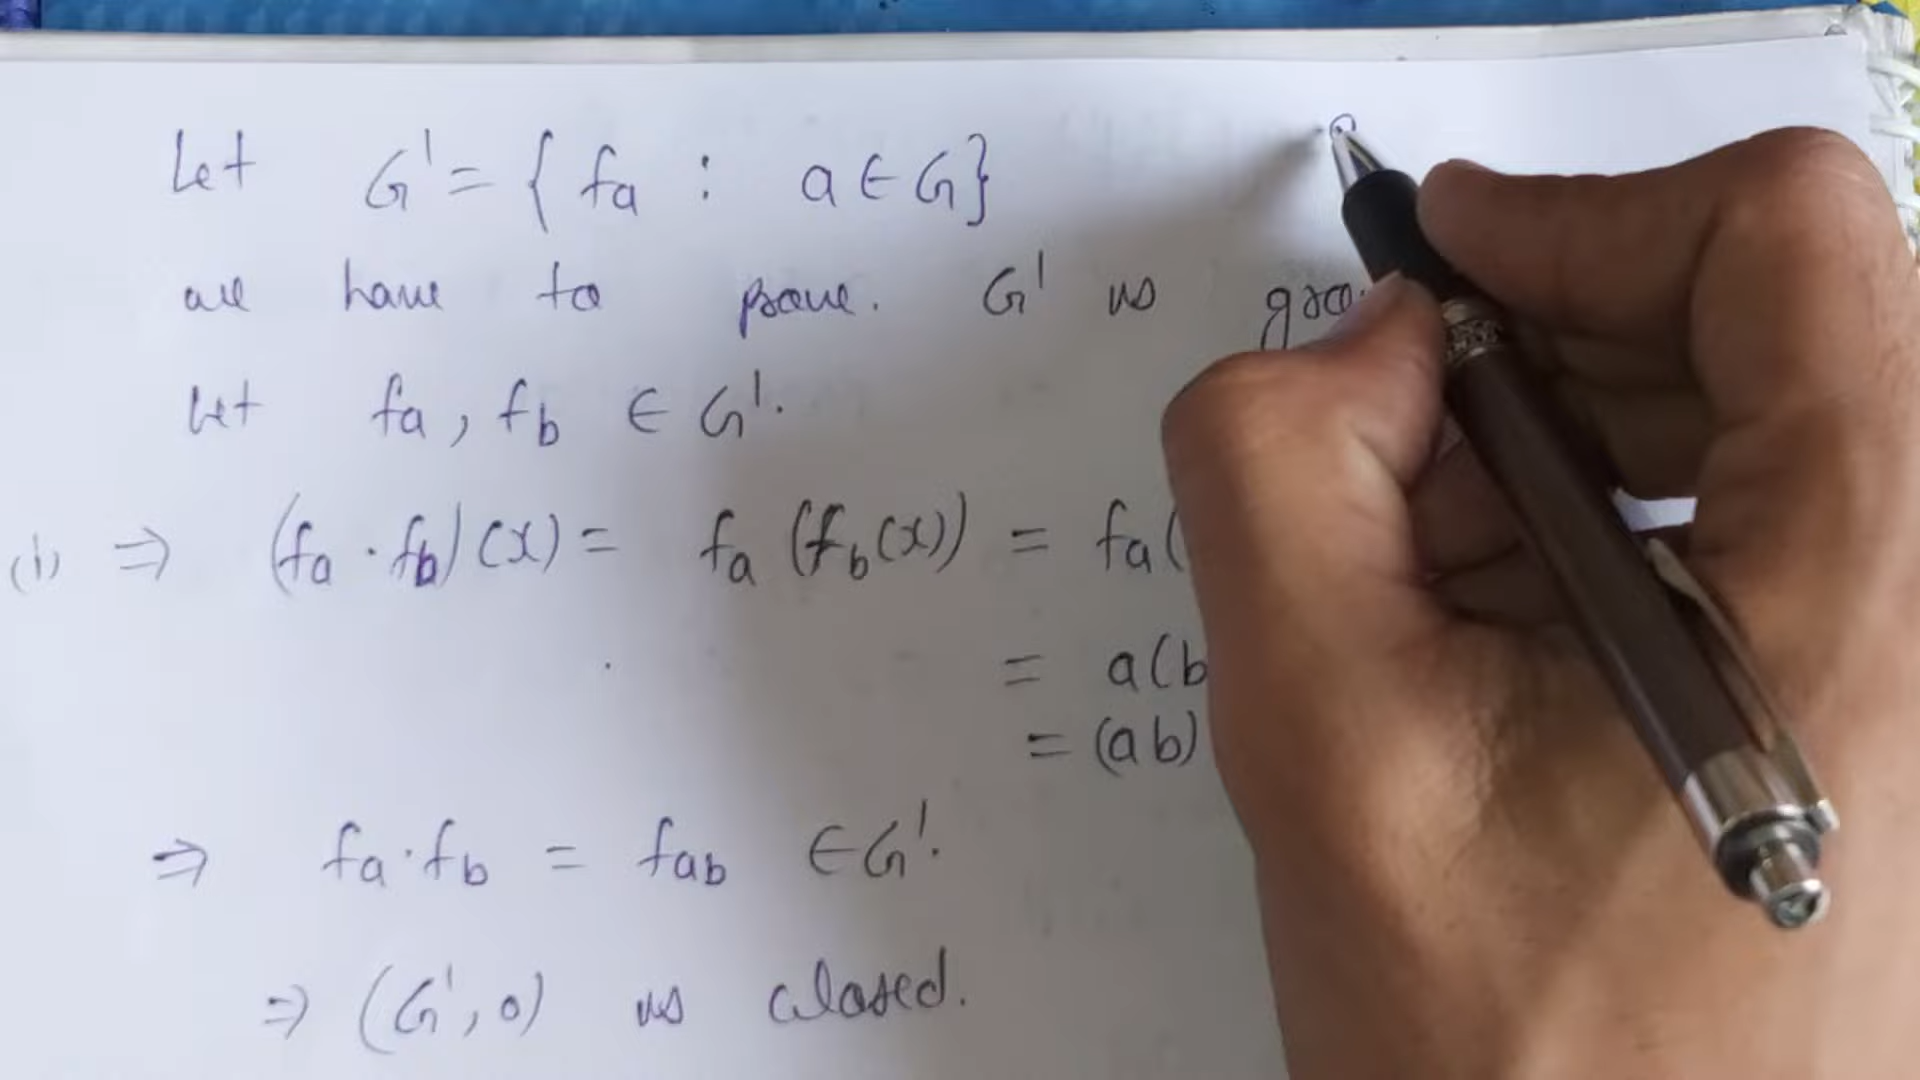 Let G' = { fa : a ∈ G}
we have to prove. G' is
Let fa, fb ∈ G'.
(i) ⇒ (fa · fb)(x) = fa (fb(x)) = fa(
= a(b
= (ab)
⇒ fa·fb = fab ∈ G'.
⇒ (G', o) is closed.